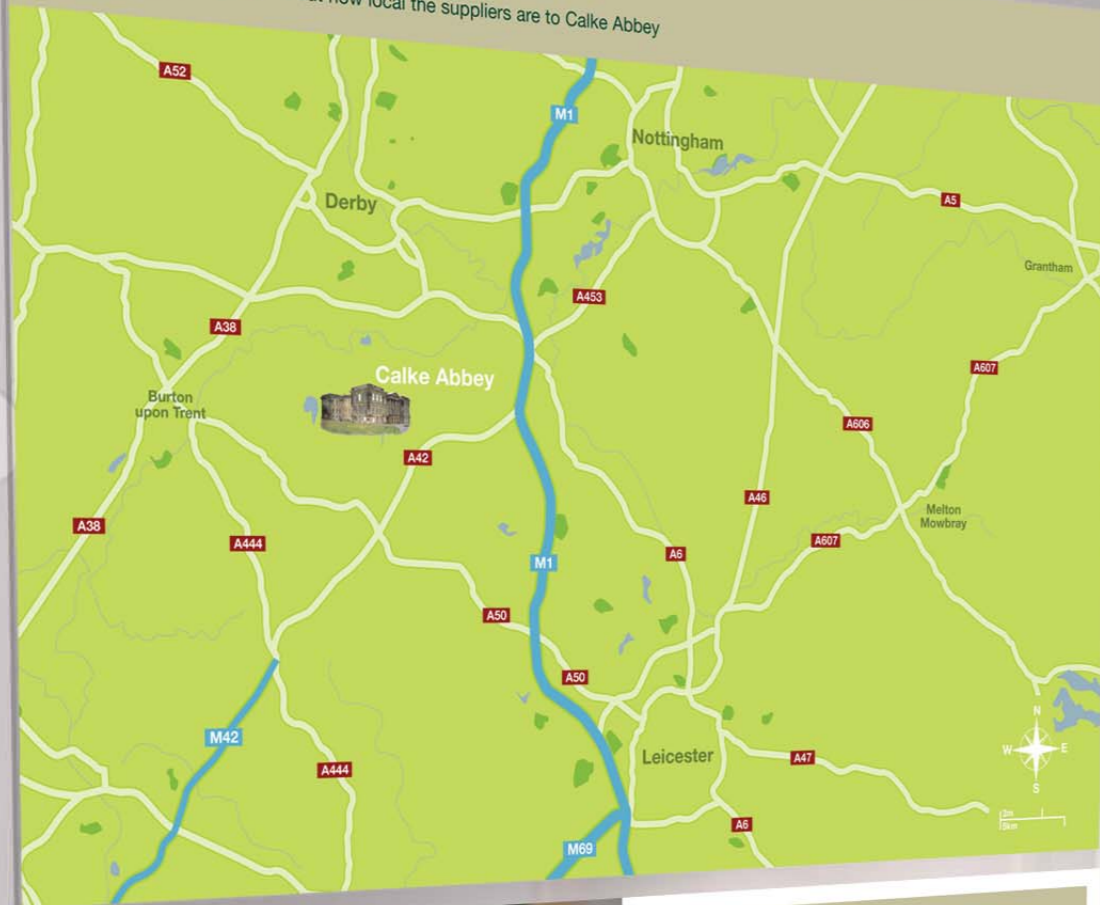 how local the suppliers are to Calke Abbey
A52
M1
Nottingham
Derby
A5
Grantham
A453
A38
A607
Calke Abbey
Burton
upon Trent
A606
A42
A46
Melton
Mowbray
A38
A444
A607
A6
M1
A50
A50
N
M42
W
E
Leicester
A47
S
A444
2m
5km
A6
M69